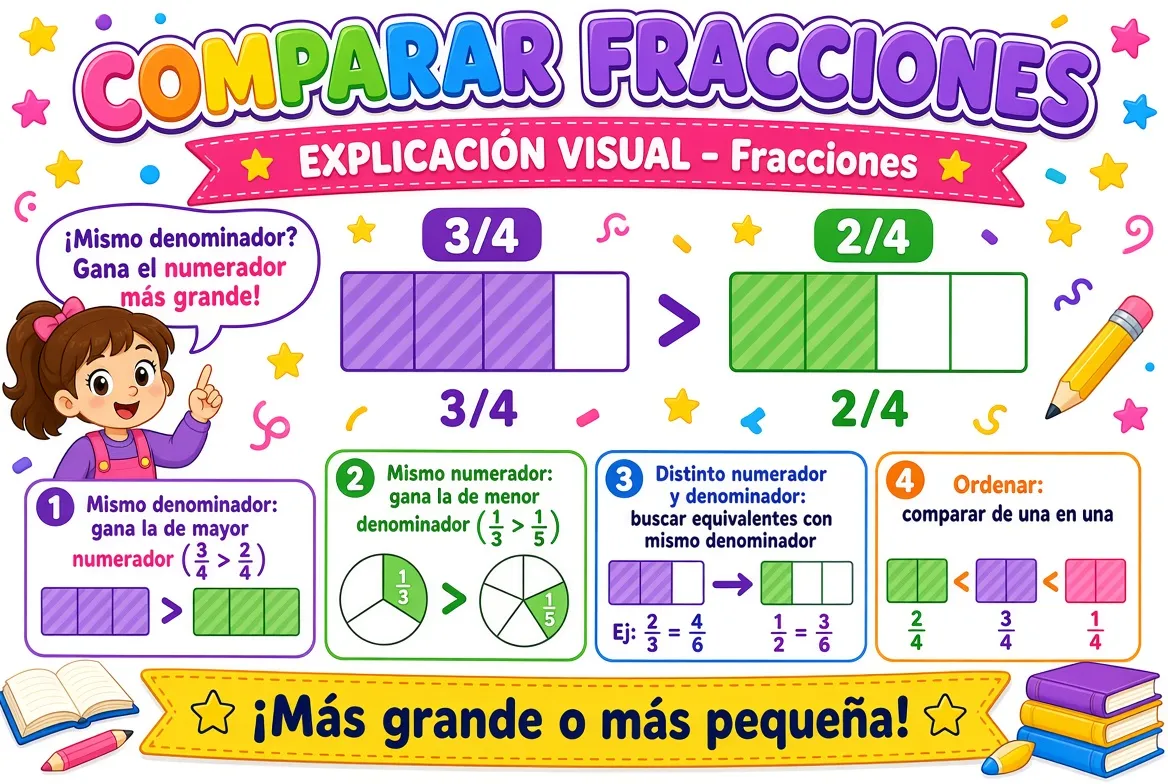 COMPARAR FRACCIONES
EXPLICACIÓN VISUAL - Fracciones
¡Mismo denominador?
Gana el numerador
más grande!
3/4
2/4
>
3/4
2/4
1 Mismo denominador:
gana la de mayor
numerador (3/4 > 2/4)
>
2 Mismo numerador:
gana la de menor
denominador (1/3 > 1/5)
1/3 > 1/5
3 Distinto numerador
y denominador:
buscar equivalentes con
mismo denominador
Ej: 2/3 = 4/6
1/2 = 3/6
4 Ordenar:
comparar de una en una
< <
2/4 3/4 1/4
¡Más grande o más pequeña!